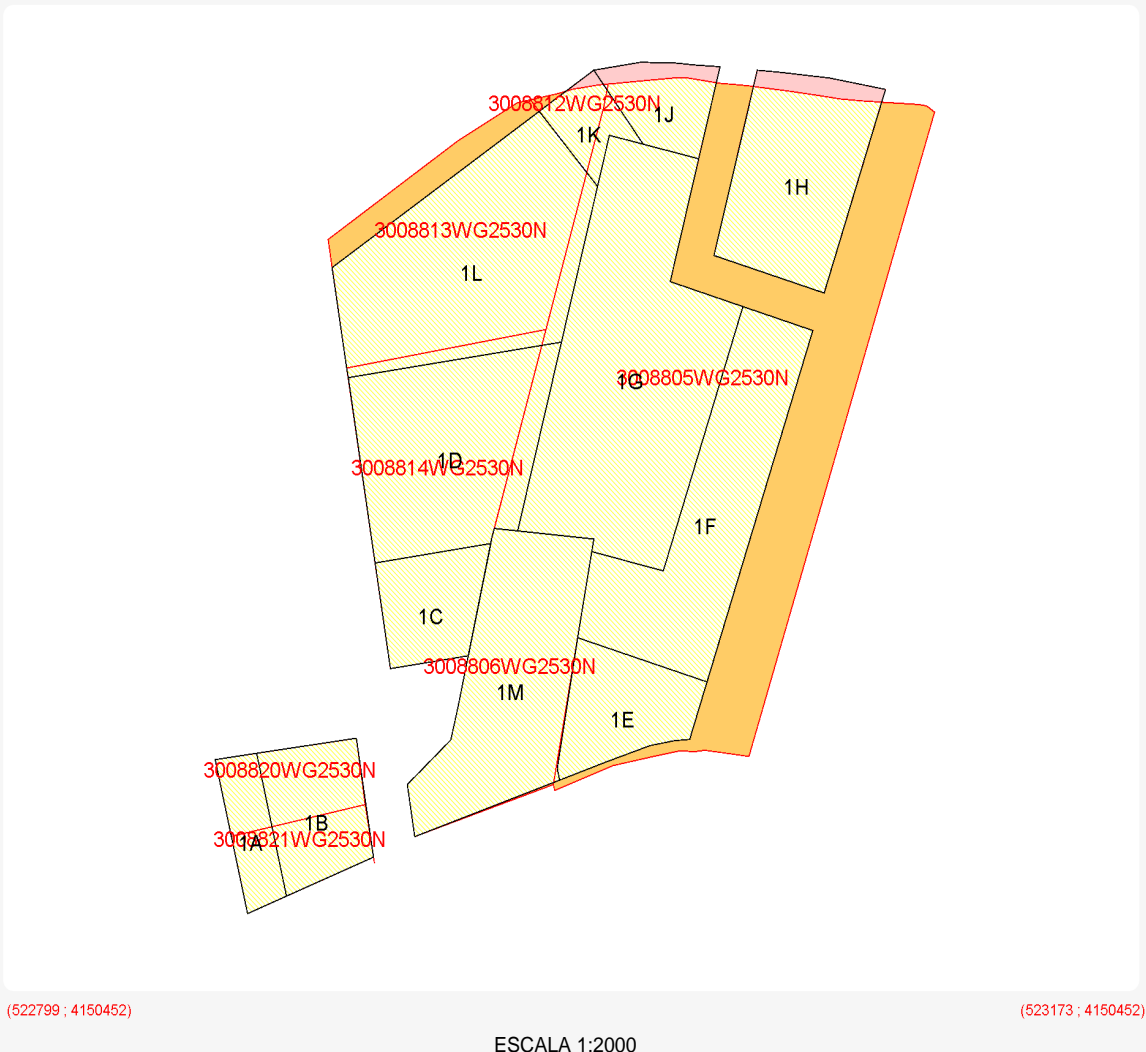 3008812WG2530N
1J
1K
1H
3008813WG2530N
1L
3008805WG2530N
1G
1D
3008814WG2530N
1F
1C
3008806WG2530N
1M
1E
3008820WG2530N
1B
3008821WG2530N
1A
(522799 ; 4150452)
(523173 ; 4150452)
ESCALA 1:2000